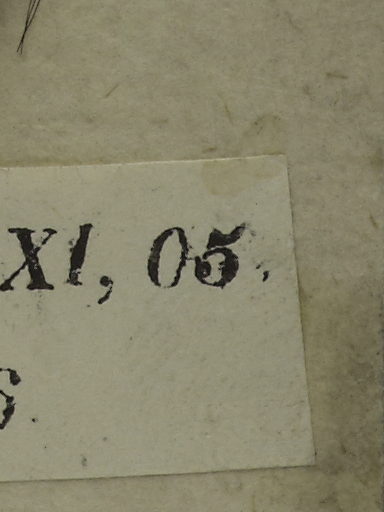 XI, 05.
s.